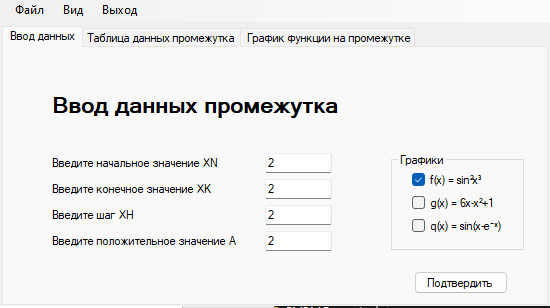 Файл Вид Выход
Ввод данных Таблица данных промежутка График функции на промежутке
Ввод данных промежутка
Введите начальное значение XN 2
Введите конечное значение XK 2
Введите шаг XH 2
Введите положительное значение A 2
Графики
f(x) = sin²x³
g(x) = 6x-x²+1
q(x) = sin(x-e⁻ˣ)
Подтвердить